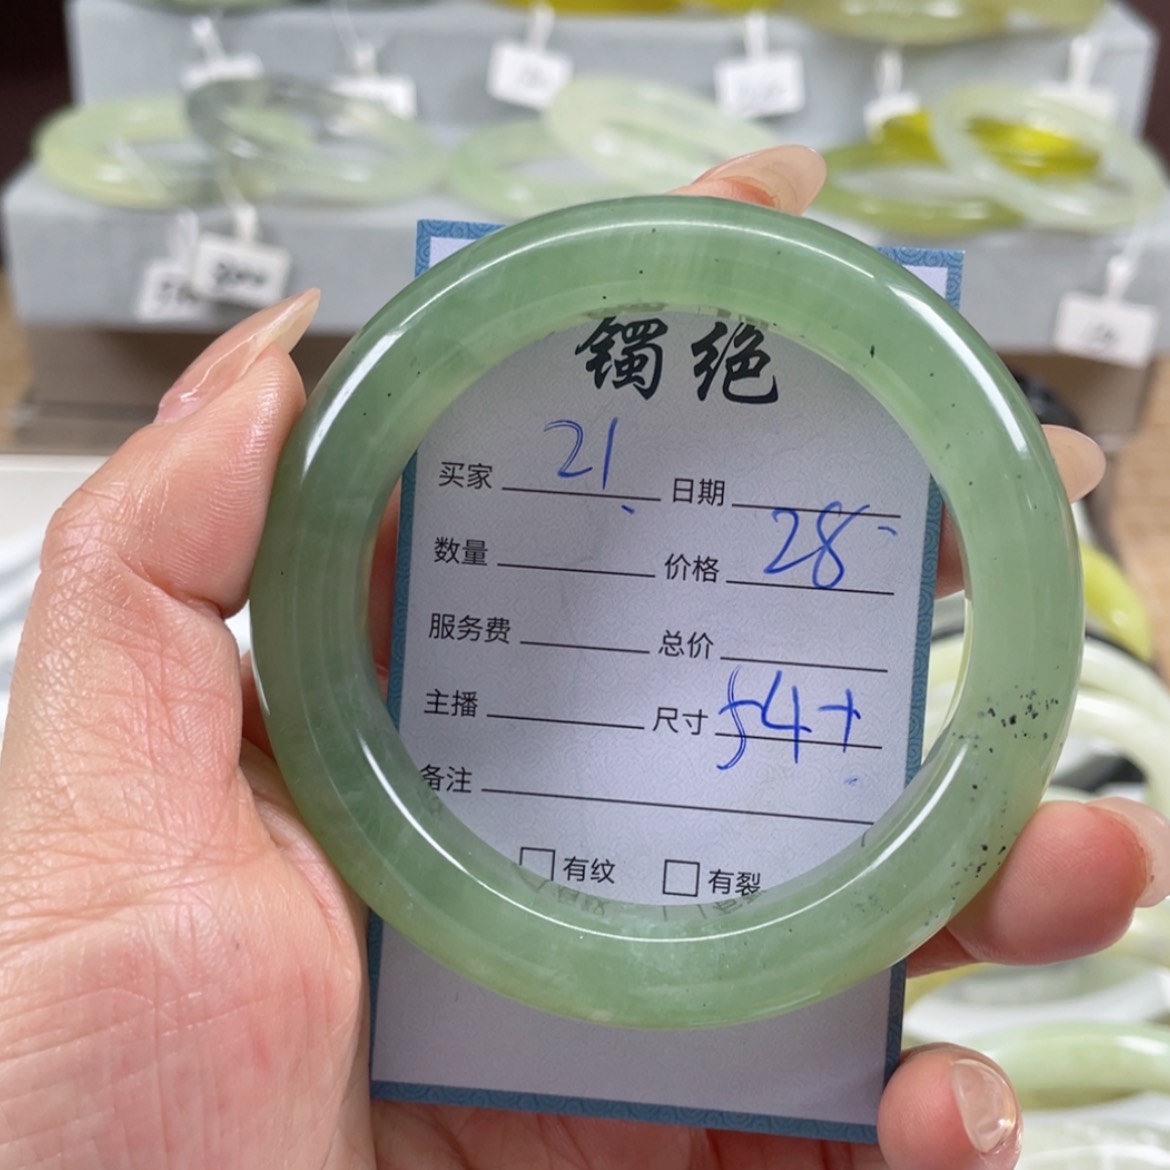 镯绝
买家 21 日期
数量 价格 28
服务费 总价
主播 尺寸 54+
备注
有纹 有裂